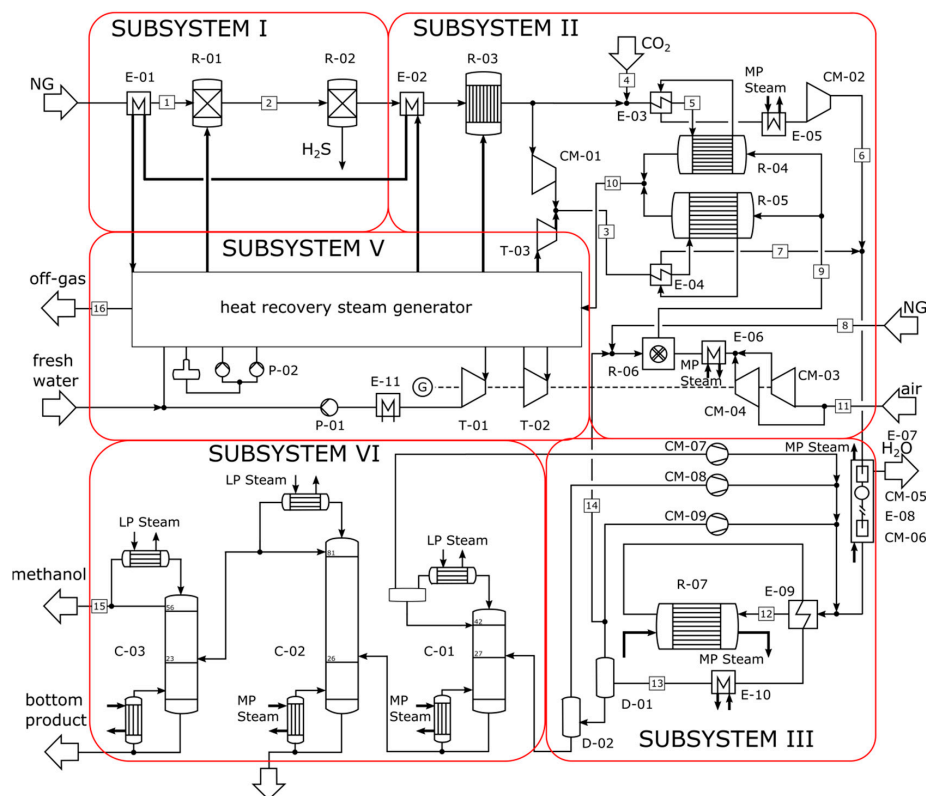 SUBSYSTEM I
SUBSYSTEM II
NG
E-01
1
R-01
2
R-02
H₂S
E-02
R-03
CO₂
4
E-03
5
MP
Steam
E-05
CM-02
6
CM-01
R-04
10
R-05
3
T-03
7
E-04
9
SUBSYSTEM V
off-gas
16
heat recovery steam generator
8
NG
R-06
E-06
MP
Steam
CM-03
CM-04
air
11
fresh
water
P-02
P-01
E-11
G
T-01
T-02
SUBSYSTEM VI
LP Steam
LP Steam
LP Steam
methanol
15
56
23
C-03
bottom
product
81
26
C-02
MP
Steam
42
27
C-01
MP
Steam
CM-07
CM-08
CM-09
14
MP Steam
E-07
H₂O
CM-05
E-08
CM-06
R-07
E-09
12
MP Steam
13
E-10
D-01
D-02
SUBSYSTEM III